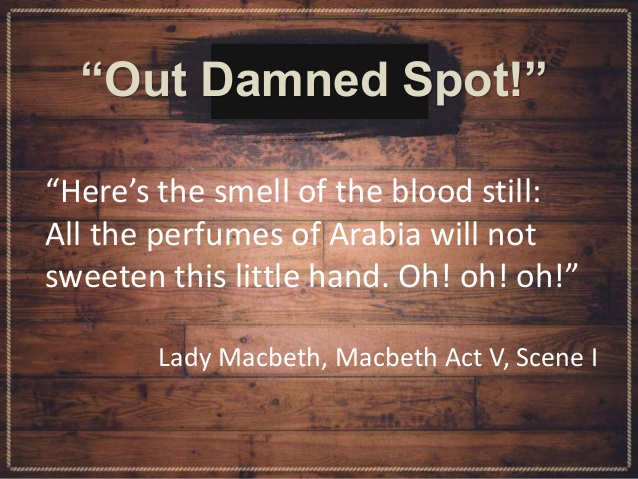 “Out Damned Spot!”
“Here’s the smell of the blood still:
All the perfumes of Arabia will not
sweeten this little hand. Oh! oh! oh!”
Lady Macbeth, Macbeth Act V, Scene I